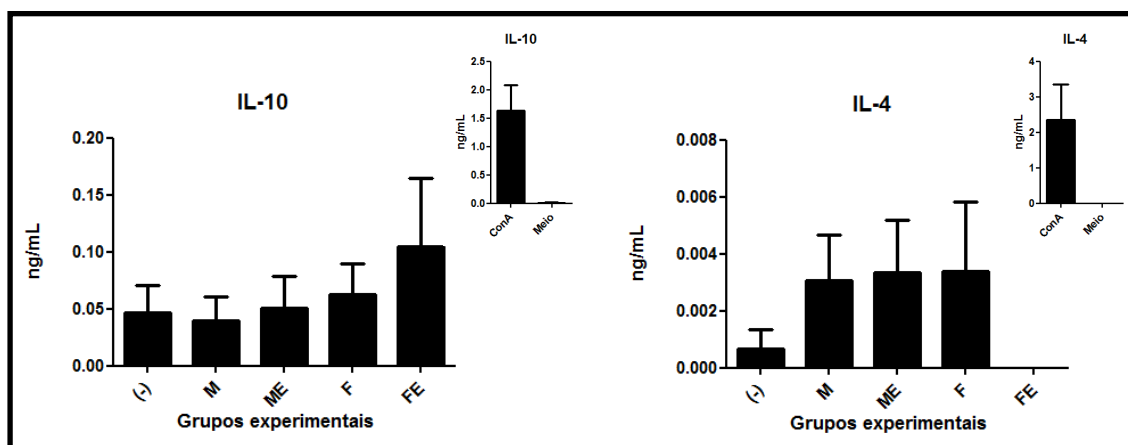 IL-10
ng/mL
0.20
0.15
0.10
0.05
0.00
(-) M ME F FE
Grupos experimentais
IL-10
ng/mL
2.5
2.0
1.5
1.0
0.5
0.0
ConA Meio
IL-4
ng/mL
0.008
0.006
0.004
0.002
0.000
(-) M ME F FE
Grupos experimentais
IL-4
ng/mL
4
3
2
1
0
ConA Meio